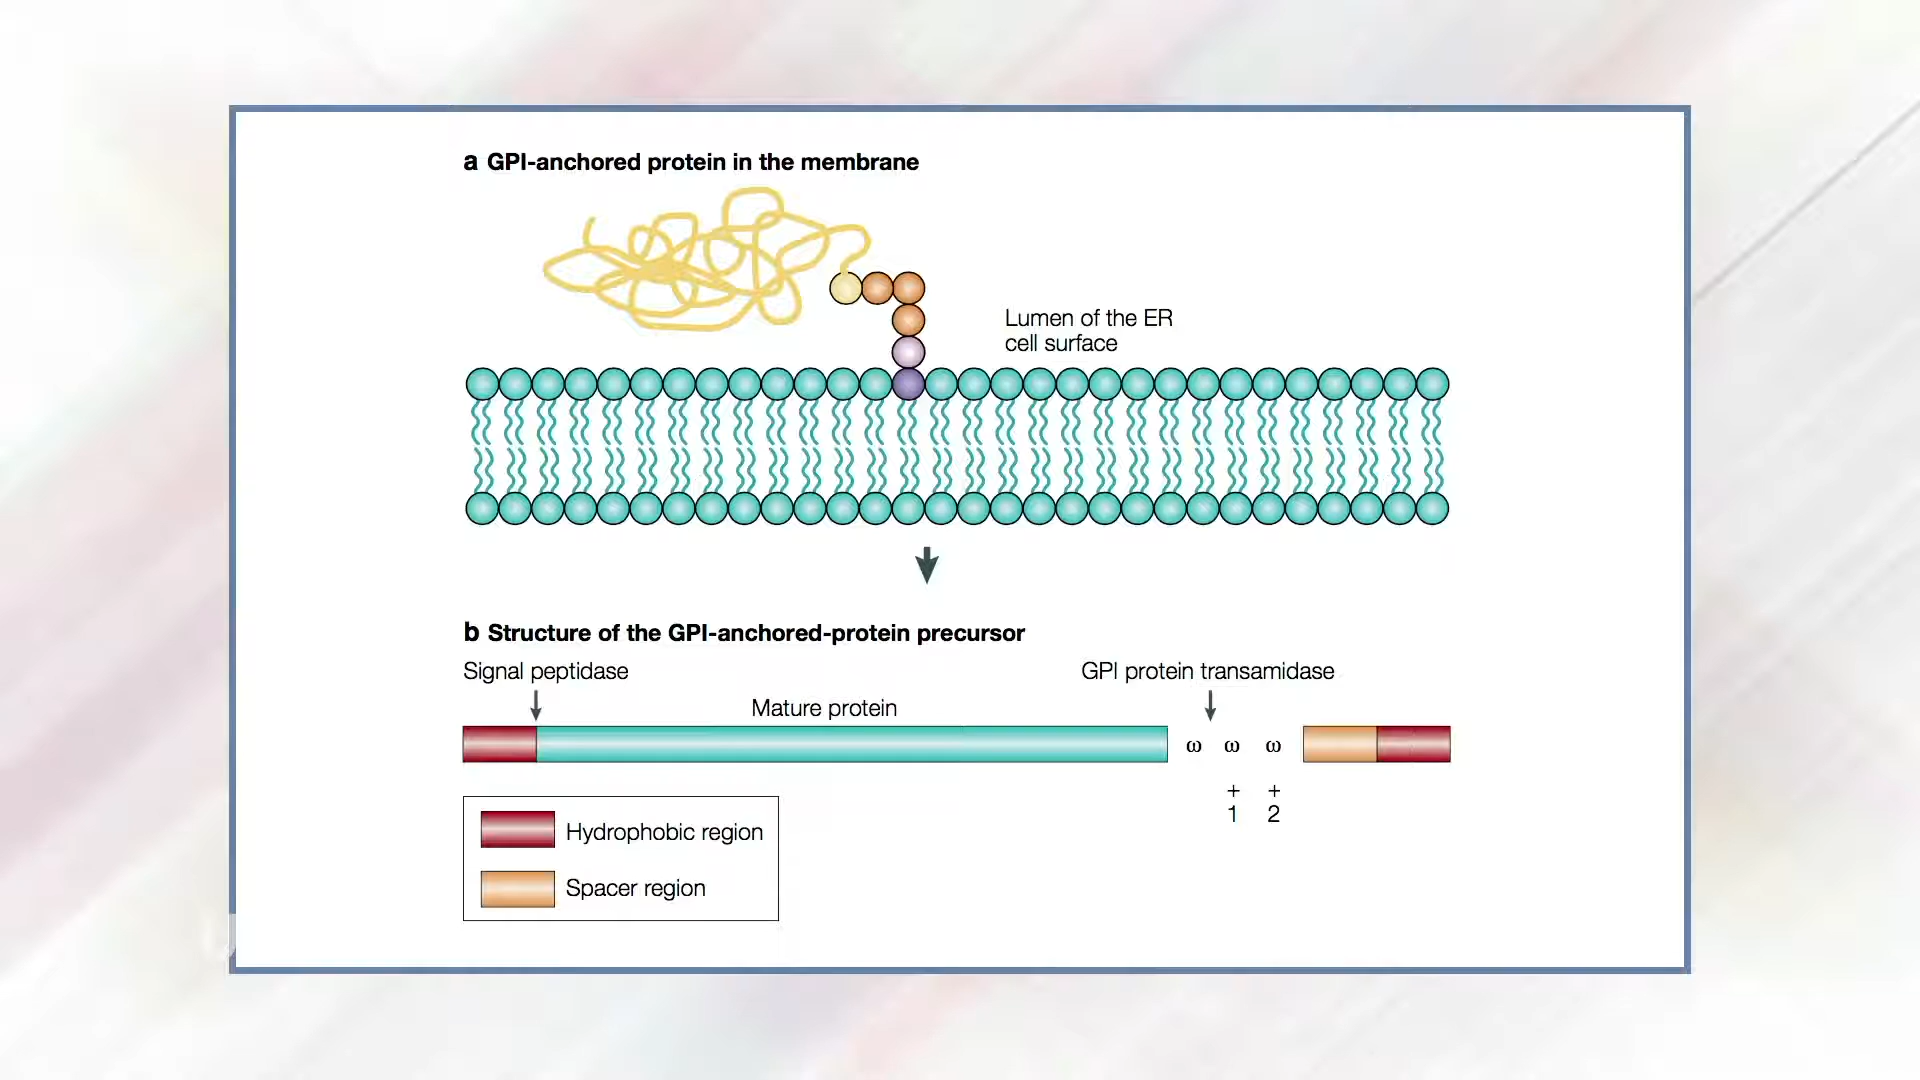 a GPI-anchored protein in the membrane
Lumen of the ER
cell surface
b Structure of the GPI-anchored-protein precursor
Signal peptidase
GPI protein transamidase
Mature protein
ω ω ω
+ +
1 2
Hydrophobic region
Spacer region